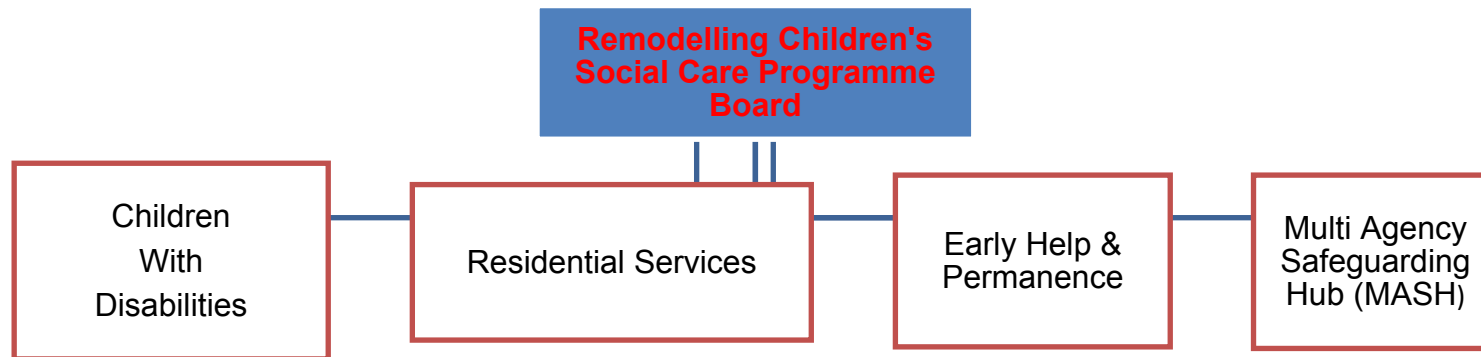 Remodelling Children's
Social Care Programme
Board
Children
With
Disabilities
Residential Services
Early Help &
Permanence
Multi Agency
Safeguarding
Hub (MASH)